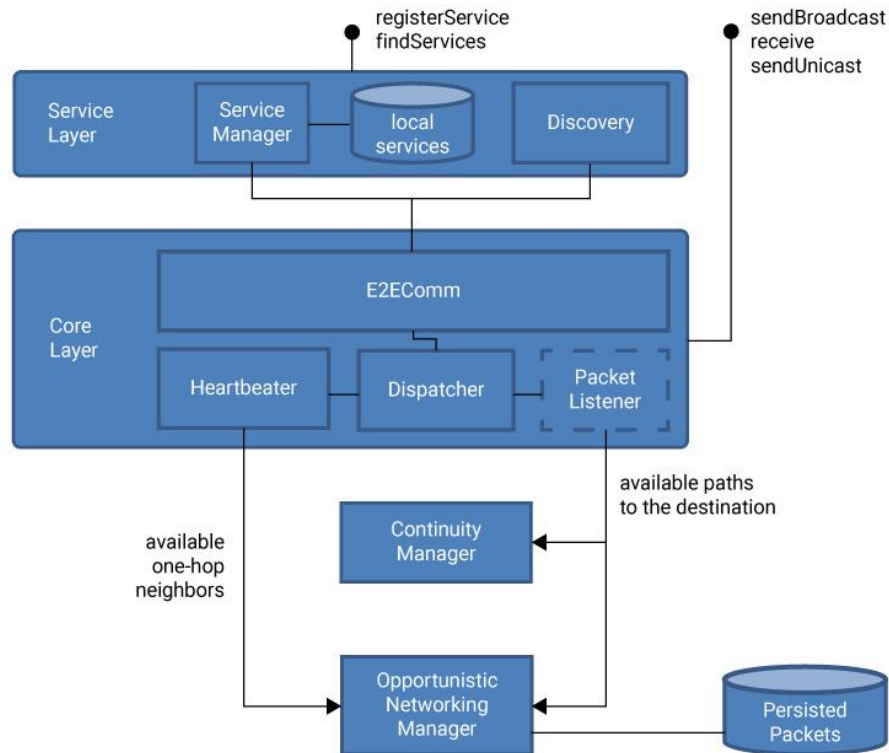 registerService
findServices
sendBroadcast
receive
sendUnicast
Service
Layer
Service
Manager
local
services
Discovery
Core
Layer
E2EComm
Heartbeater
Dispatcher
Packet
Listener
available
one-hop
neighbors
available paths
to the destination
Continuity
Manager
Opportunistic
Networking
Manager
Persisted
Packets